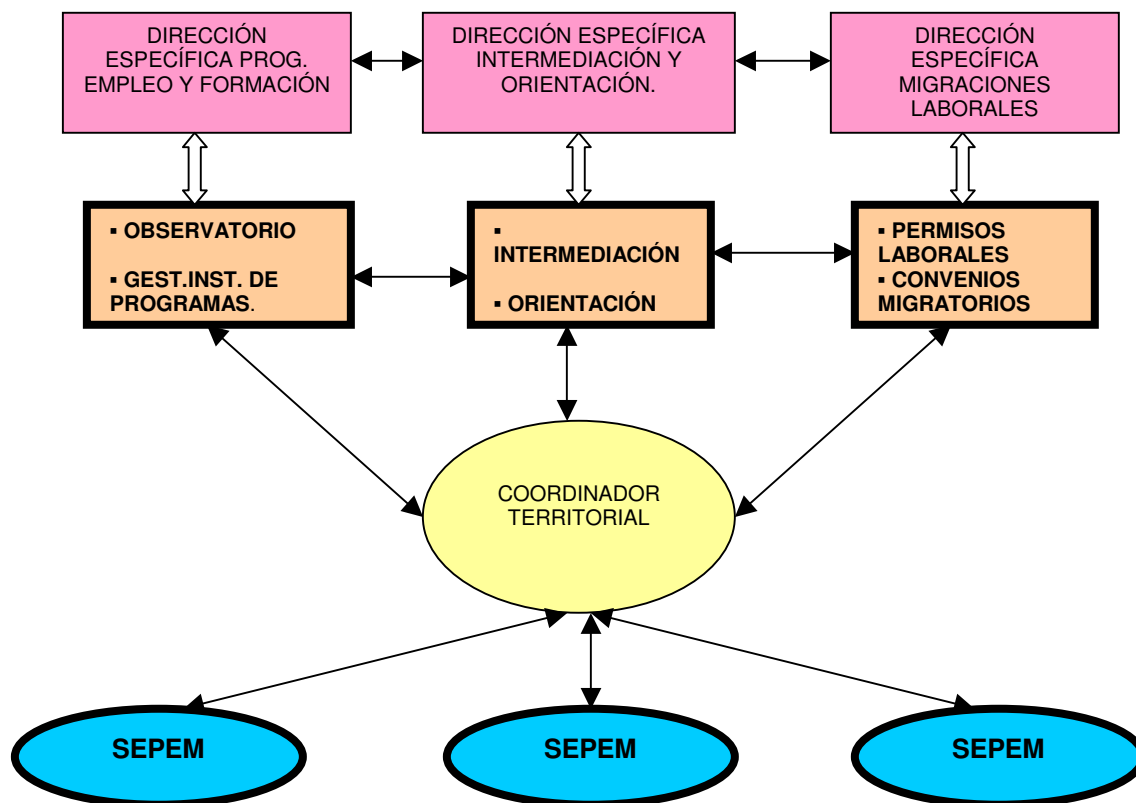 DIRECCIÓN
ESPECÍFICA PROG.
EMPLEO Y FORMACIÓN
DIRECCIÓN ESPECÍFICA
INTERMEDIACIÓN Y
ORIENTACIÓN.
DIRECCIÓN
ESPECÍFICA
MIGRACIONES
LABORALES
▪ OBSERVATORIO
▪ GEST.INST. DE
PROGRAMAS.
▪
INTERMEDIACIÓN
▪ ORIENTACIÓN
▪ PERMISOS
LABORALES
▪ CONVENIOS
MIGRATORIOS
COORDINADOR
TERRITORIAL
SEPEM
SEPEM
SEPEM